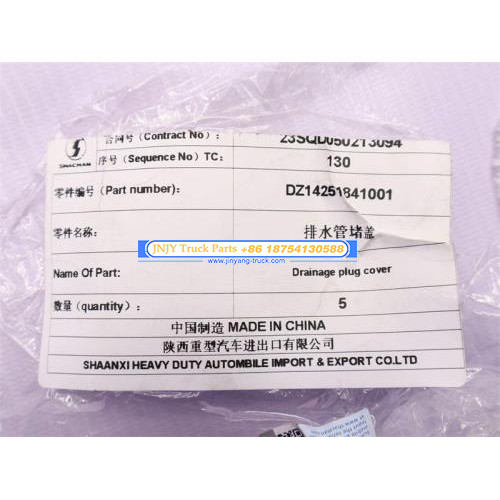 SHACMAN
合同号 (Contract No) :
23SQD050213094
序号 (Sequence No) TC:
130
零件编号 (Part number):
DZ14251841001
零件名称:
排水管堵盖
JNJY Truck Parts +86 18754130588
www.jinyang-truck.com
Name Of Part:
Drainage plug cover
数量 (quantity) :
5
中国制造 MADE IN CHINA
陕西重型汽车进出口有限公司
SHAANXI HEAVY DUTY AUTOMBILE IMPORT & EXPORT CO.LTD